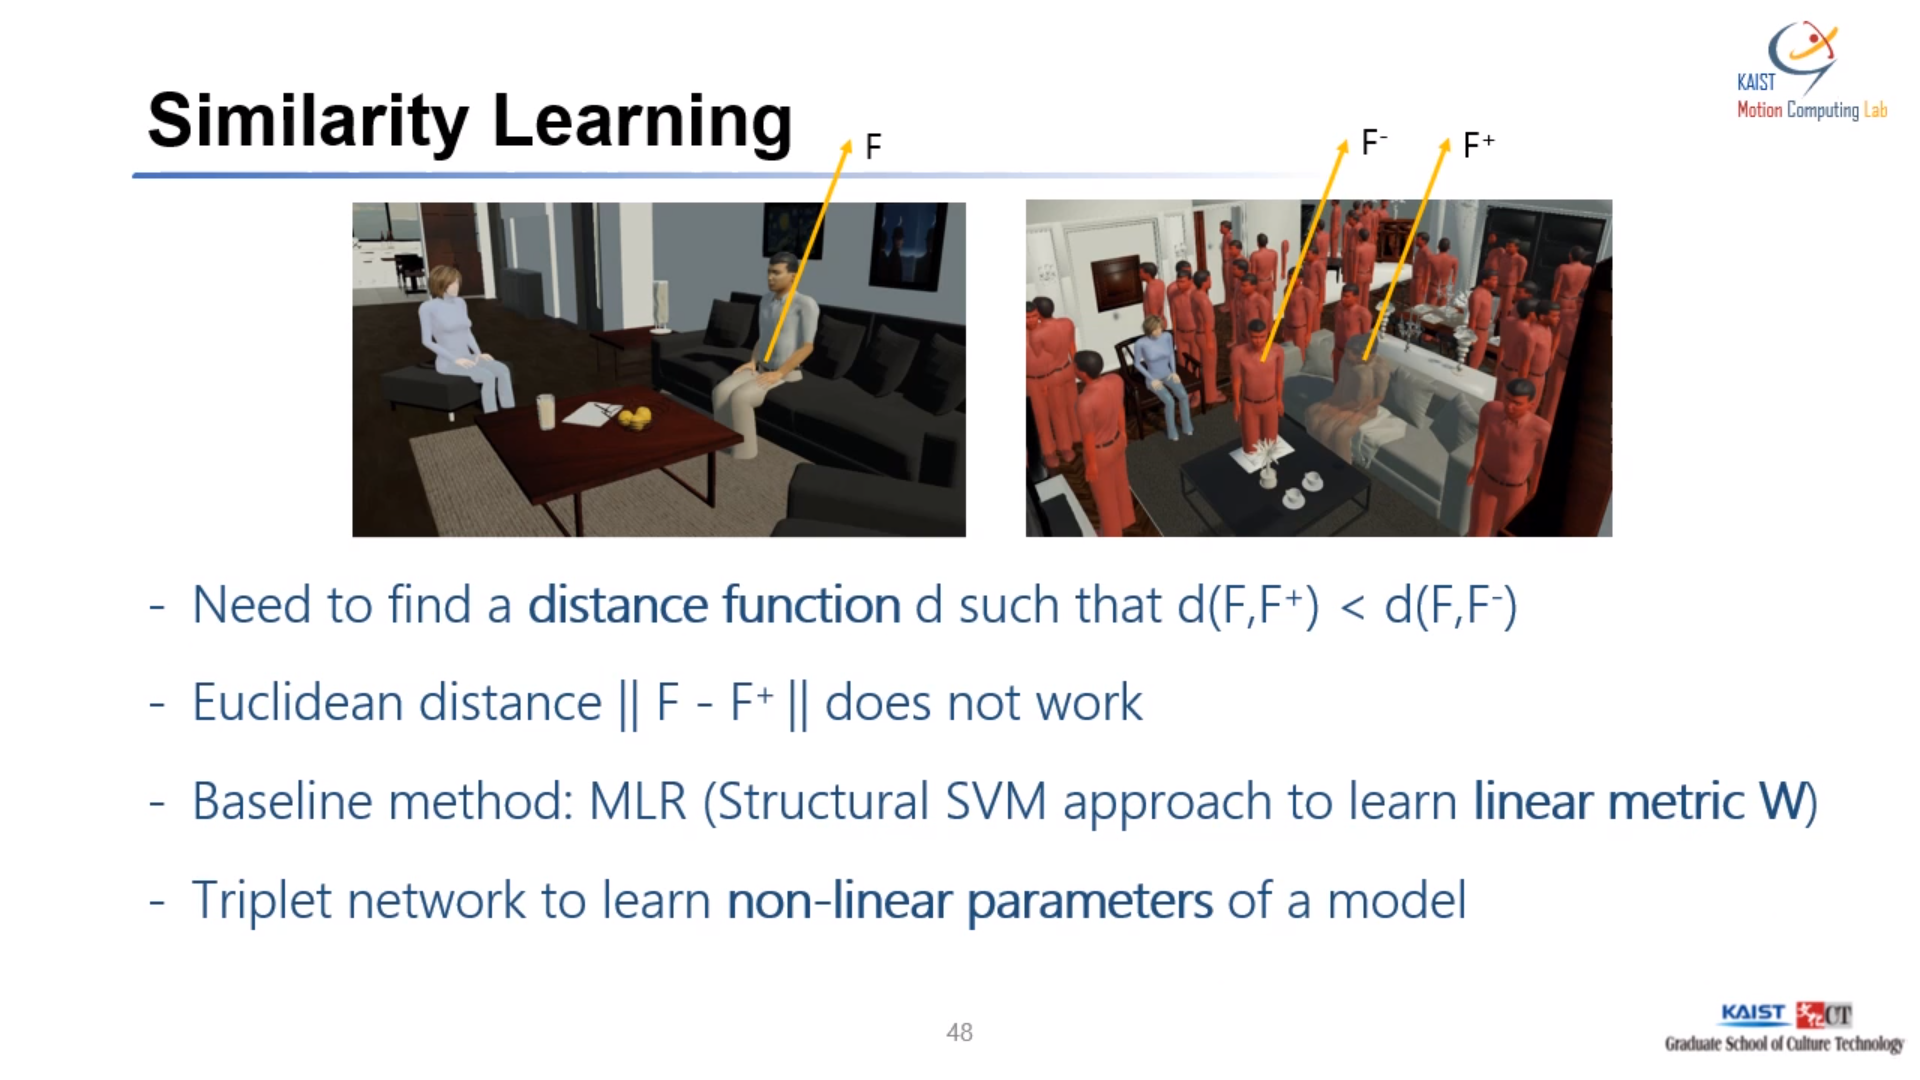 KAIST
Motion Computing Lab
Similarity Learning
F
F-
F+
- Need to find a distance function d such that d(F,F+) < d(F,F-)
- Euclidean distance || F - F+ || does not work
- Baseline method: MLR (Structural SVM approach to learn linear metric W)
- Triplet network to learn non-linear parameters of a model
48
KAIST 文化 CT
Graduate School of Culture Technology